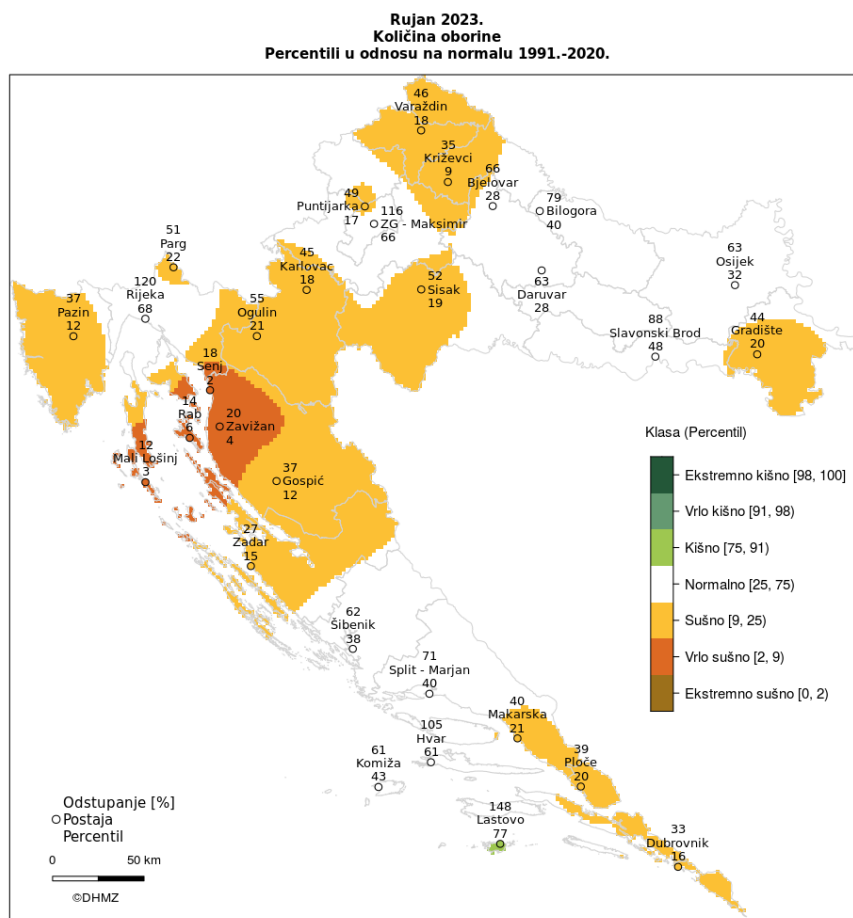 Rujan 2023.
Količina oborine
Percentili u odnosu na normalu 1991.-2020.
46
Varaždin
18
35
Križevci
9
66
Bjelovar
28
49
Puntijarka
17
116
ZG - Maksimir
66
79
Bilogora
40
51
Parg
22
45
Karlovac
18
63
Osijek
32
120
Rijeka
68
52
Sisak
19
63
Daruvar
28
37
Pazin
12
55
Ogulin
21
88
Slavonski Brod
48
44
Gradište
20
18
Senj
2
14
Rab
6
20
Zavižan
4
12
Mali Lošinj
3
37
Gospić
12
27
Zadar
15
Klasa (Percentil)
Ekstremno kišno [98, 100]
Vrlo kišno [91, 98)
Kišno [75, 91)
Normalno [25, 75)
Sušno [9, 25)
Vrlo sušno [2, 9)
Ekstremno sušno [0, 2)
62
Šibenik
38
71
Split - Marjan
40
40
Makarska
21
105
Hvar
61
61
Komiža
43
39
Ploče
20
148
Lastovo
77
33
Dubrovnik
16
Odstupanje [%]
Postaja
Percentil
0 50 km
©DHMZ